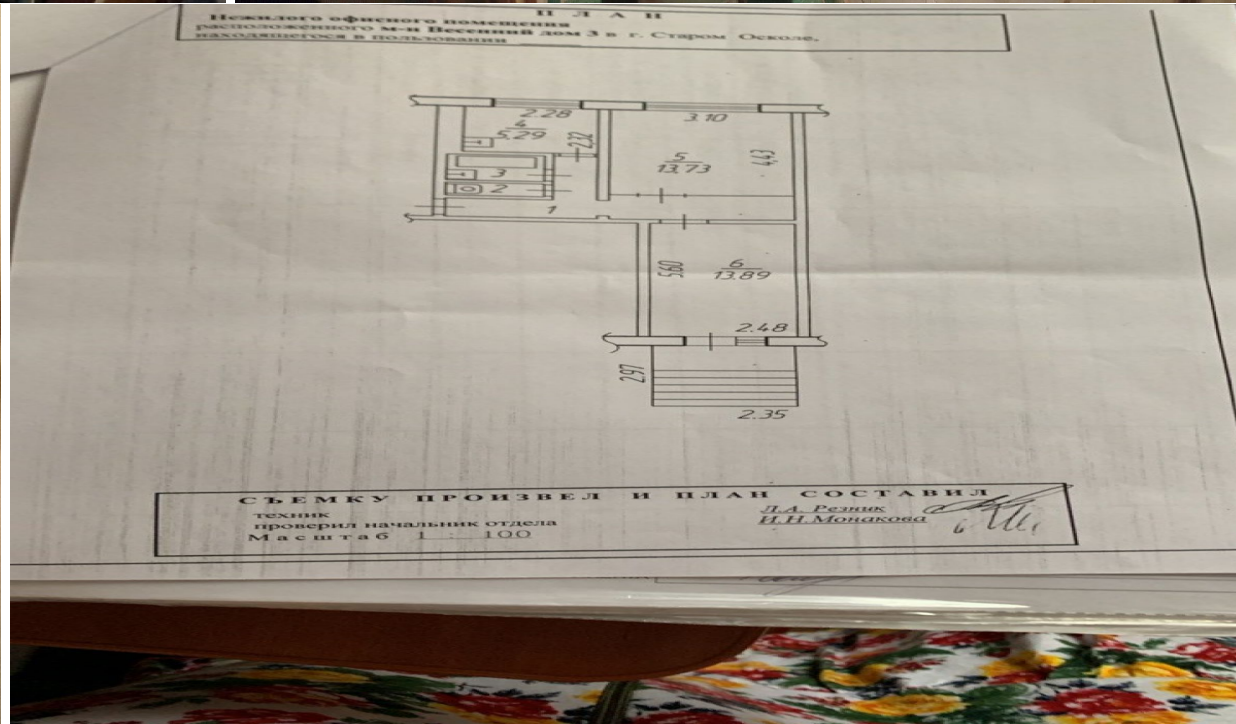 П Л А Н
Нежилого офисного помещения
расположенного м-н Весенний дом 3 в г. Старом Осколе,
находящегося в пользовании
2.28
4
5.29
2,32
3.10
5
13,73
4,43
3
2
1
5,60
6
13.89
2.48
2,97
2.35
СЪЕМКУ ПРОИЗВЕЛ И ПЛАН СОСТАВИЛ
техник Л.А. Резник
проверил начальник отдела И.Н.Монакова
Масштаб 1 : 100